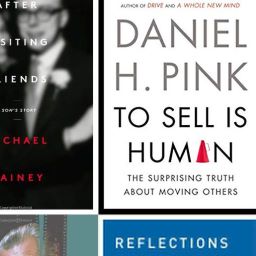 AFTER
SITING
RIENDS
SON'S STORY
CHAEL
AINEY
AUTHOR OF DRIVE AND A WHOLE NEW MIND
DANIEL
H. PINK
TO SELL IS
HUMAN
THE SURPRISING TRUTH
ABOUT MOVING OTHERS
REFLECTIONS